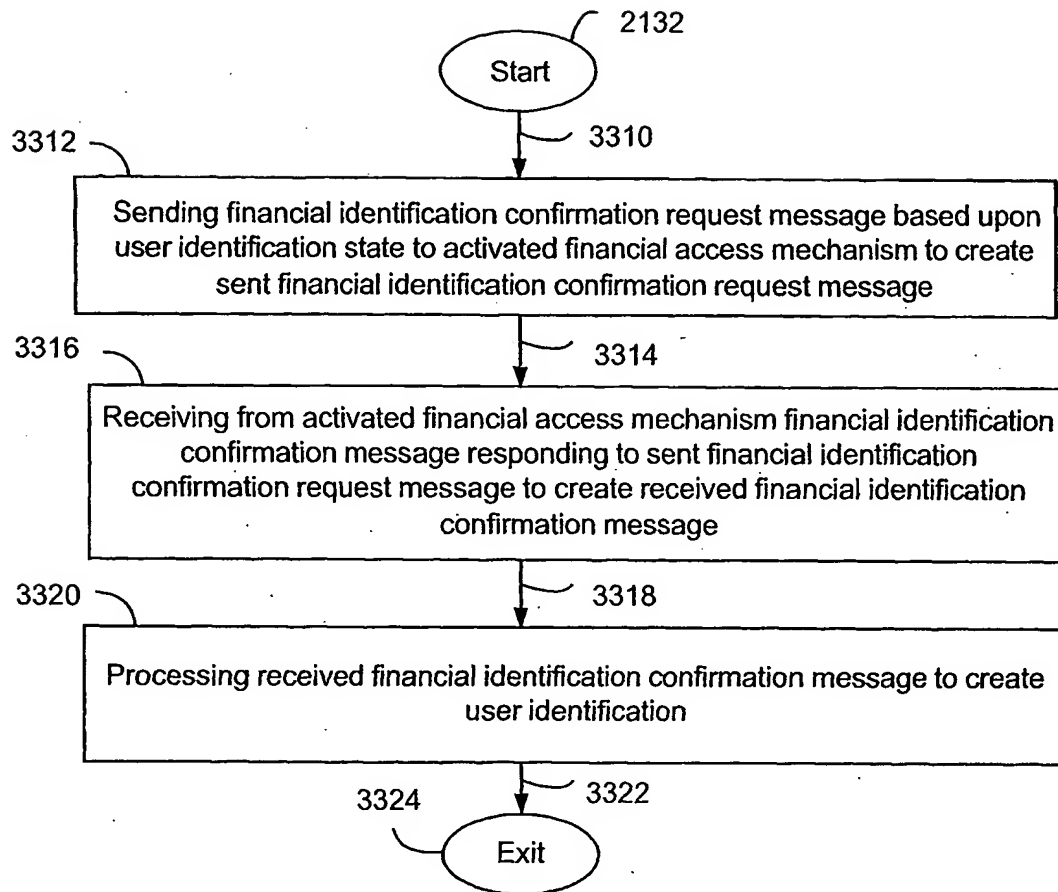 2132
Start
3310
3312
Sending financial identification confirmation request message based upon
user identification state to activated financial access mechanism to create
sent financial identification confirmation request message
3314
3316
Receiving from activated financial access mechanism financial identification
confirmation message responding to sent financial identification
confirmation request message to create received financial identification
confirmation message
3318
3320
Processing received financial identification confirmation message to create
user identification
3322
3324
Exit